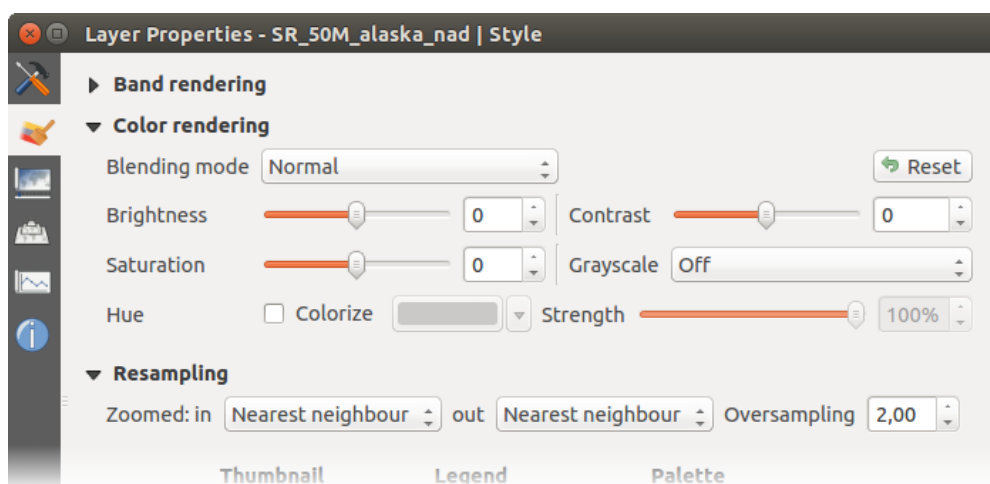 Layer Properties - SR_50M_alaska_nad | Style
Band rendering
Color rendering
Blending mode Normal Reset
Brightness 0 Contrast 0
Saturation 0 Grayscale Off
Hue Colorize Strength 100%
Resampling
Zoomed: in Nearest neighbour out Nearest neighbour Oversampling 2,00
Thumbnail Legend Palette